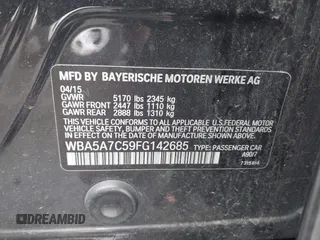 MFD BY BAYERISCHE MOTOREN WERKE AG
04/15
GVWR 5170 lbs 2345 kg
GAWR FRONT 2447 lbs 1110 kg
GAWR REAR 2888 lbs 1310 kg
THIS VEHICLE CONFORMS TO ALL APPLICABLE
FEDERAL MOTOR VEHICLE SAFETY, BUMPER,
AND THEFT PREVENTION STANDARDS
IN EFFECT ON THE DATE OF MANUFACTURE SHOWN ABOVE.
WBA5A7C59FG142685
TYPE: PASSENGER CAR
A90/7
DREAMBID